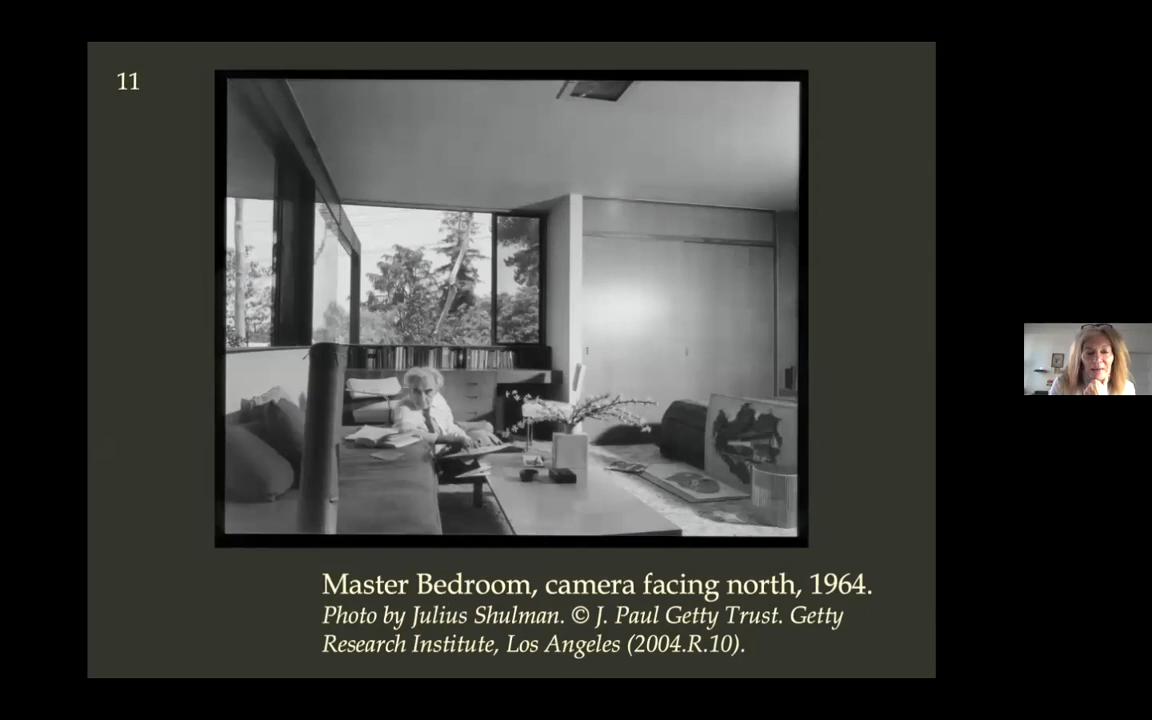 11
Master Bedroom, camera facing north, 1964.
Photo by Julius Shulman. © J. Paul Getty Trust. Getty
Research Institute, Los Angeles (2004.R.10).